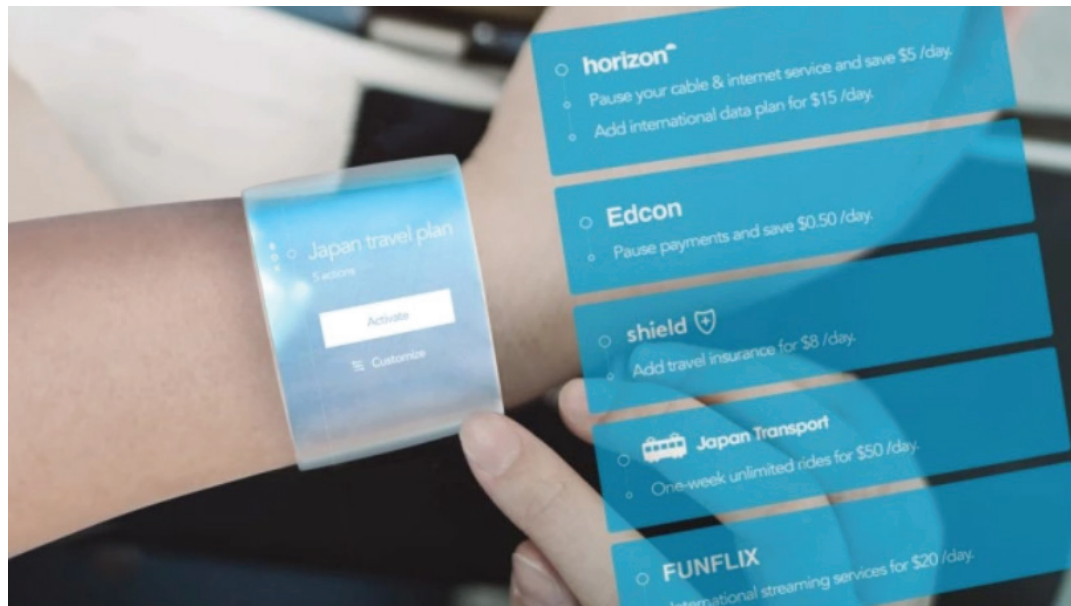 Japan travel plan
5 actions
Activate
Customize
horizon
Pause your cable & internet service and save $5 /day.
Add international data plan for $15 /day.
Edcon
Pause payments and save $0.50 /day.
shield
Add travel insurance for $8 /day.
Japan Transport
One-week unlimited rides for $50 /day.
FUNFLIX
International streaming services for $20 /day.